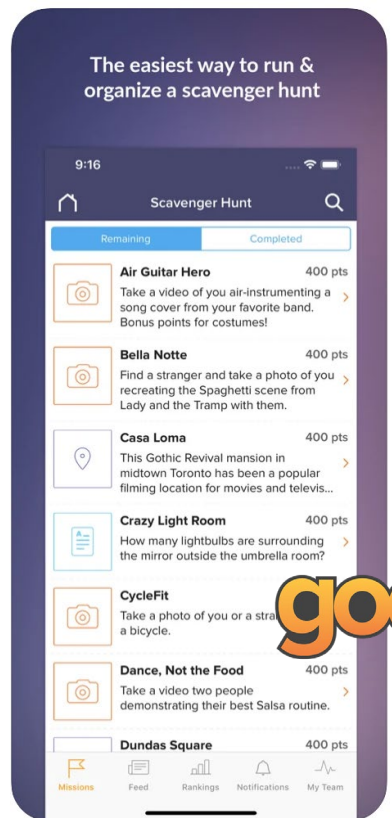 The easiest way to run &
organize a scavenger hunt
9:16
Scavenger Hunt
Remaining
Completed
Air Guitar Hero
400 pts
Take a video of you air-instrumenting a
song cover from your favorite band.
Bonus points for costumes!
Bella Notte
400 pts
Find a stranger and take a photo of you
recreating the Spaghetti scene from
Lady and the Tramp with them.
Casa Loma
400 pts
This Gothic Revival mansion in
midtown Toronto has been a popular
filming location for movies and televis...
Crazy Light Room
400 pts
How many lightbulbs are surrounding
the mirror outside the umbrella room?
CycleFit
Take a photo of you or a
a bicycle.
Dance, Not the Food
400 pts
Take a video two people
demonstrating their best Salsa routine.
Dundas Square
400 pts
Missions
Feed
Rankings
Notifications
My Team